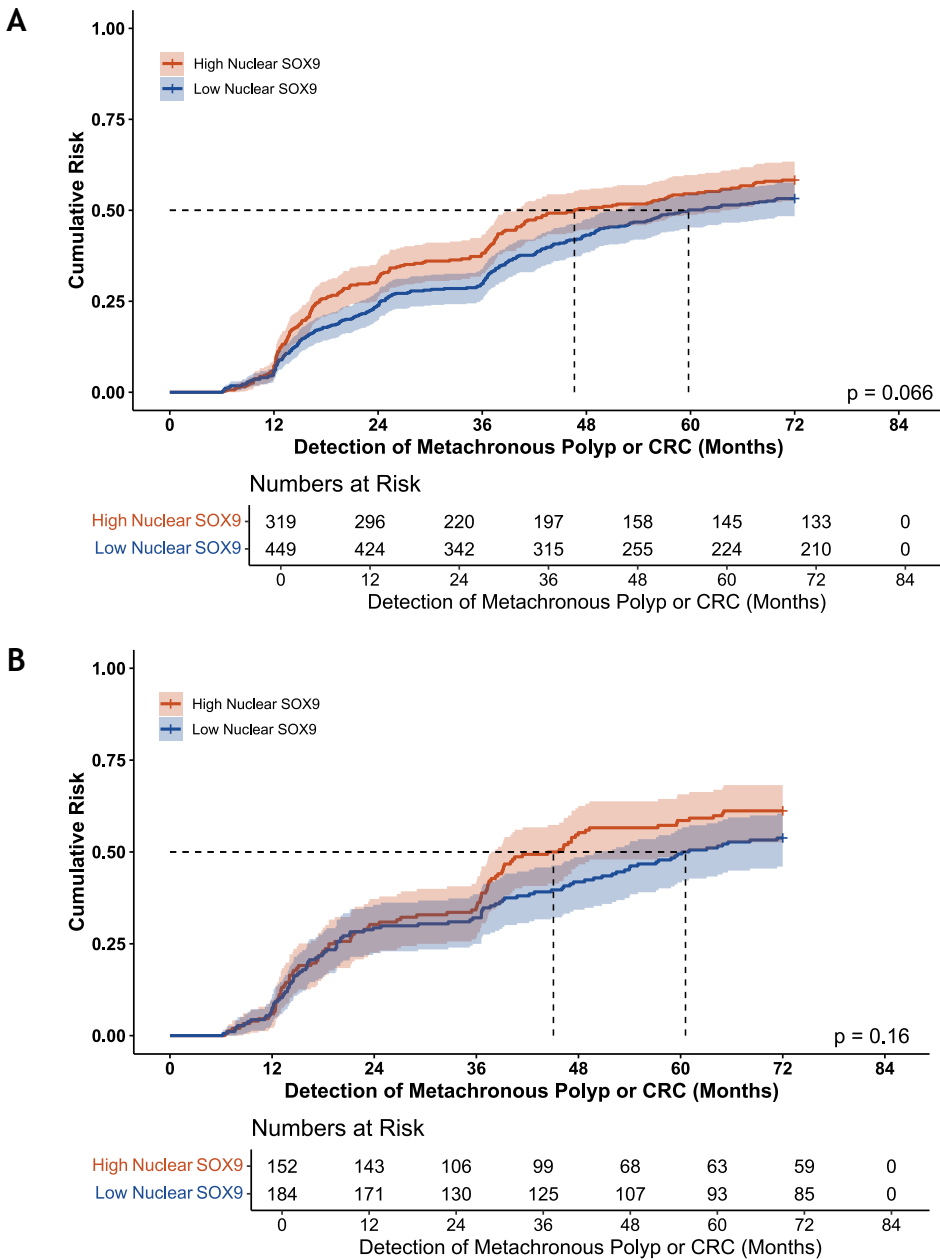 A
1.00
0.75
0.50
0.25
0.00
Cumulative Risk
High Nuclear SOX9
Low Nuclear SOX9
p = 0.066
0 12 24 36 48 60 72 84
Detection of Metachronous Polyp or CRC (Months)
Numbers at Risk
High Nuclear SOX9 319 296 220 197 158 145 133 0
Low Nuclear SOX9 449 424 342 315 255 224 210 0
0 12 24 36 48 60 72 84
Detection of Metachronous Polyp or CRC (Months)
B
1.00
0.75
0.50
0.25
0.00
Cumulative Risk
High Nuclear SOX9
Low Nuclear SOX9
p = 0.16
0 12 24 36 48 60 72 84
Detection of Metachronous Polyp or CRC (Months)
Numbers at Risk
High Nuclear SOX9 152 143 106 99 68 63 59 0
Low Nuclear SOX9 184 171 130 125 107 93 85 0
0 12 24 36 48 60 72 84
Detection of Metachronous Polyp or CRC (Months)